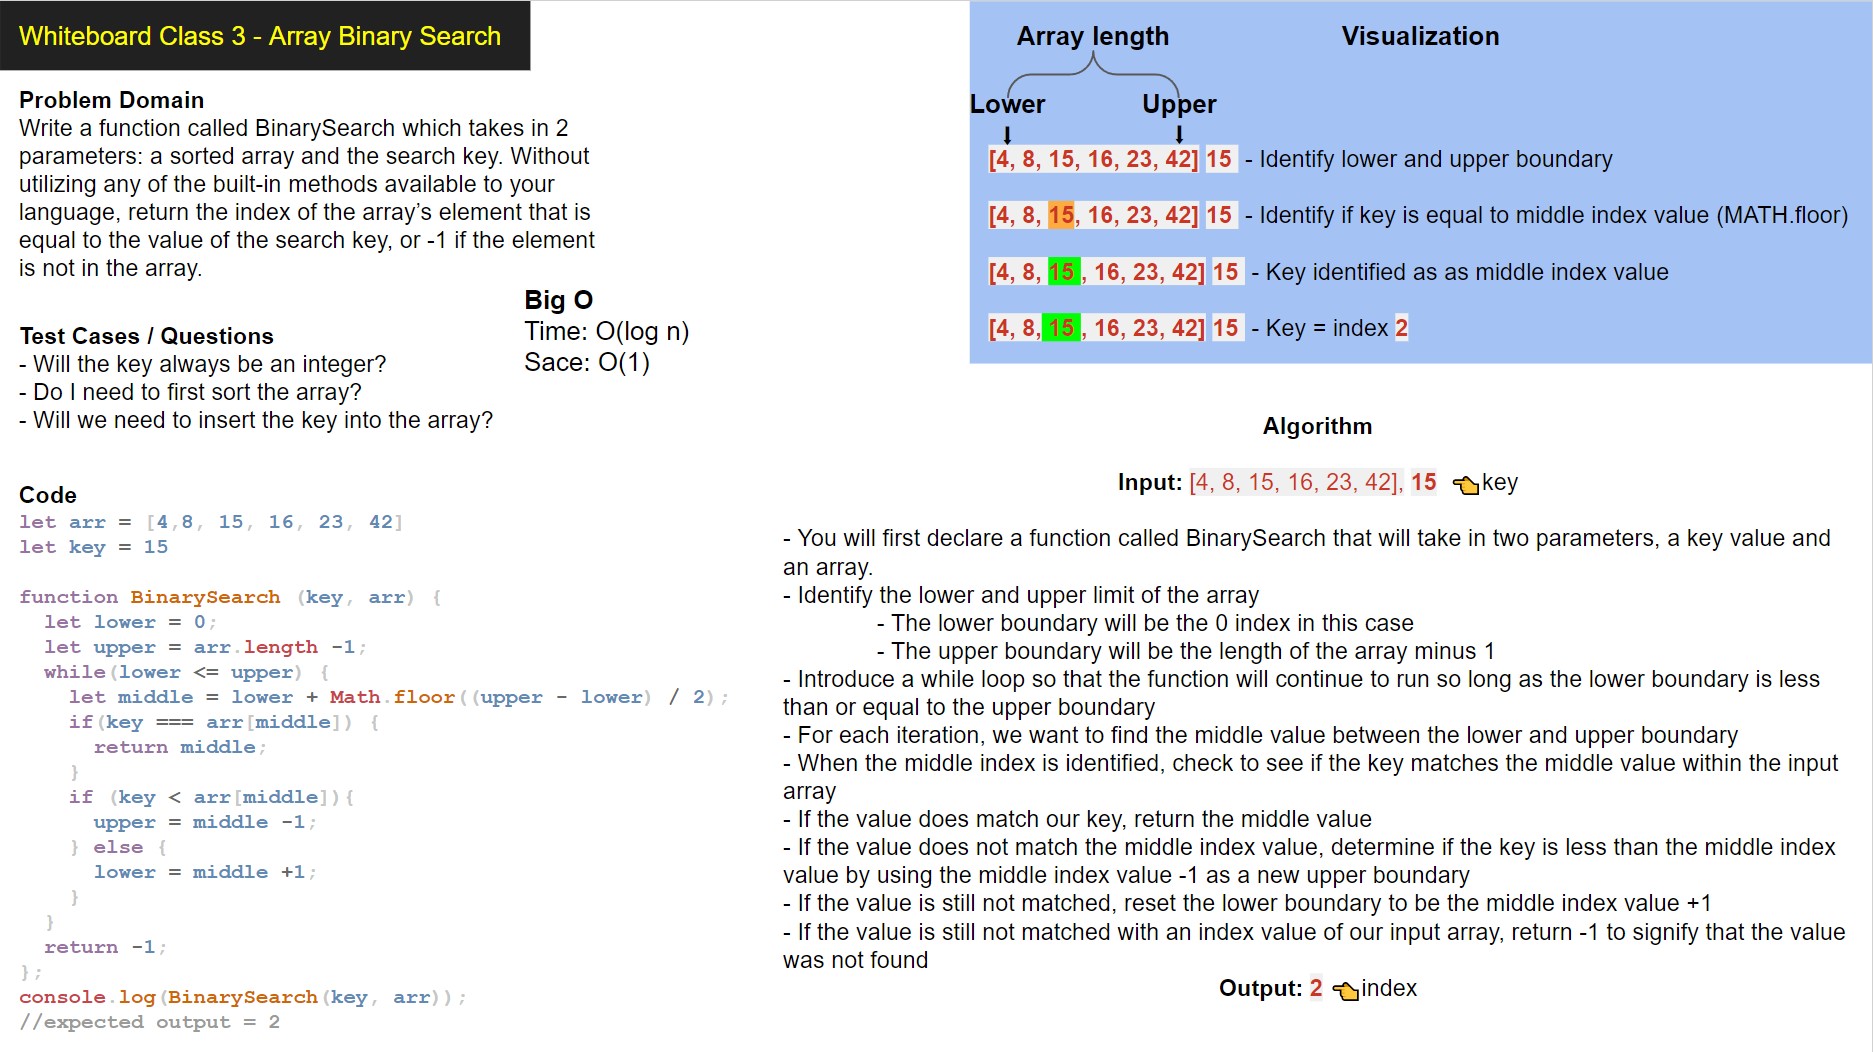 Whiteboard Class 3 - Array Binary Search
Problem Domain
Write a function called BinarySearch which takes in 2
parameters: a sorted array and the search key. Without
utilizing any of the built-in methods available to your
language, return the index of the array’s element that is
equal to the value of the search key, or -1 if the element
is not in the array.
Big O
Time: O(log n)
Sace: O(1)
Test Cases / Questions
- Will the key always be an integer?
- Do I need to first sort the array?
- Will we need to insert the key into the array?
Code
let arr = [4,8, 15, 16, 23, 42]
let key = 15
function BinarySearch (key, arr) {
let lower = 0;
let upper = arr.length -1;
while(lower <= upper) {
let middle = lower + Math.floor((upper - lower) / 2);
if(key === arr[middle]) {
return middle;
}
if (key < arr[middle]){
upper = middle -1;
} else {
lower = middle +1;
}
}
return -1;
};
console.log(BinarySearch(key, arr));
//expected output = 2
Array length
Visualization
Lower Upper
[4, 8, 15, 16, 23, 42] 15 - Identify lower and upper boundary
[4, 8, 15, 16, 23, 42] 15 - Identify if key is equal to middle index value (MATH.floor)
[4, 8, 15 , 16, 23, 42] 15 - Key identified as as middle index value
[4, 8, 15 , 16, 23, 42] 15 - Key = index 2
Algorithm
Input: [4, 8, 15, 16, 23, 42], 15 👈key
- You will first declare a function called BinarySearch that will take in two parameters, a key value and
an array.
- Identify the lower and upper limit of the array
- The lower boundary will be the 0 index in this case
- The upper boundary will be the length of the array minus 1
- Introduce a while loop so that the function will continue to run so long as the lower boundary is less
than or equal to the upper boundary
- For each iteration, we want to find the middle value between the lower and upper boundary
- When the middle index is identified, check to see if the key matches the middle value within the input
array
- If the value does match our key, return the middle value
- If the value does not match the middle index value, determine if the key is less than the middle index
value by using the middle index value -1 as a new upper boundary
- If the value is still not matched, reset the lower boundary to be the middle index value +1
- If the value is still not matched with an index value of our input array, return -1 to signify that the value
was not found
Output: 2 👈index